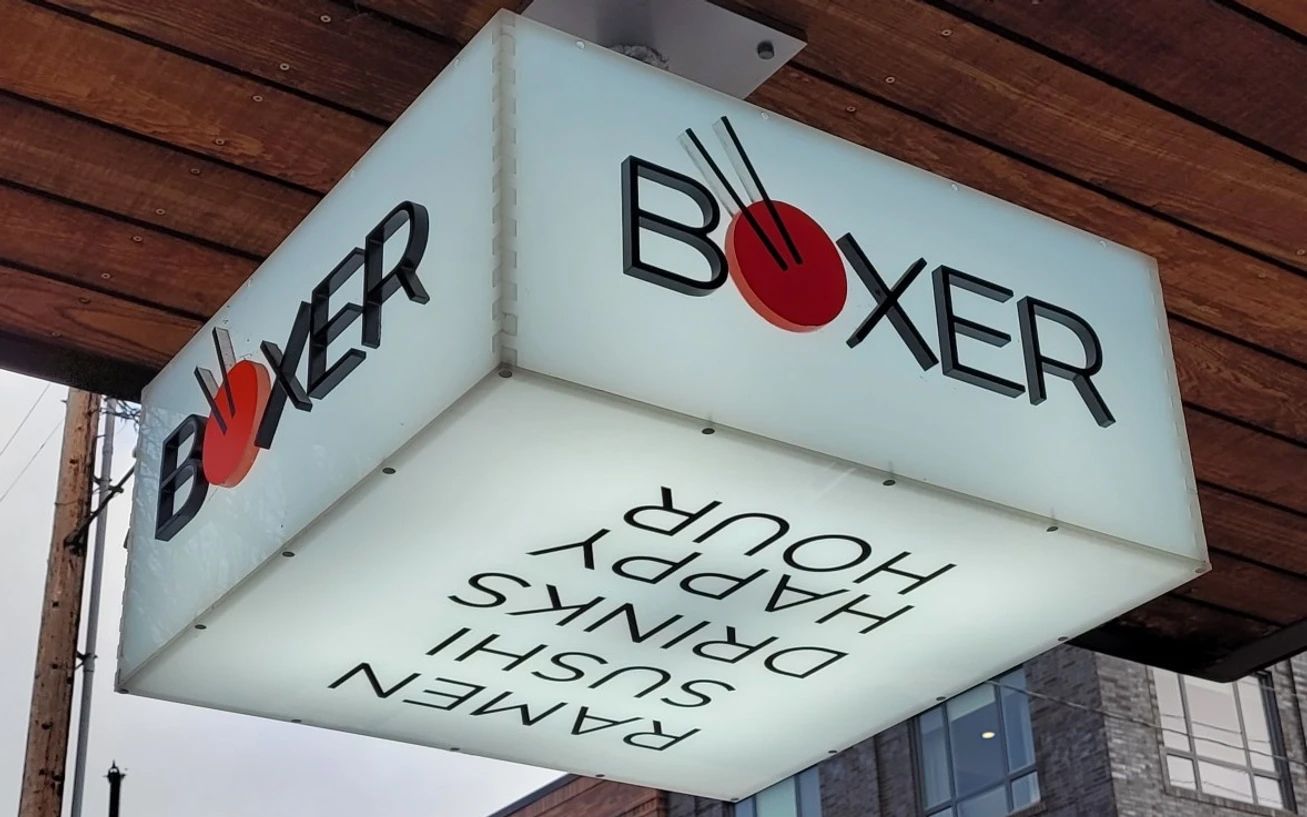 BOXER
BOXER
RAMEN
SUSHI
DRINKS
HAPPY
HOUR